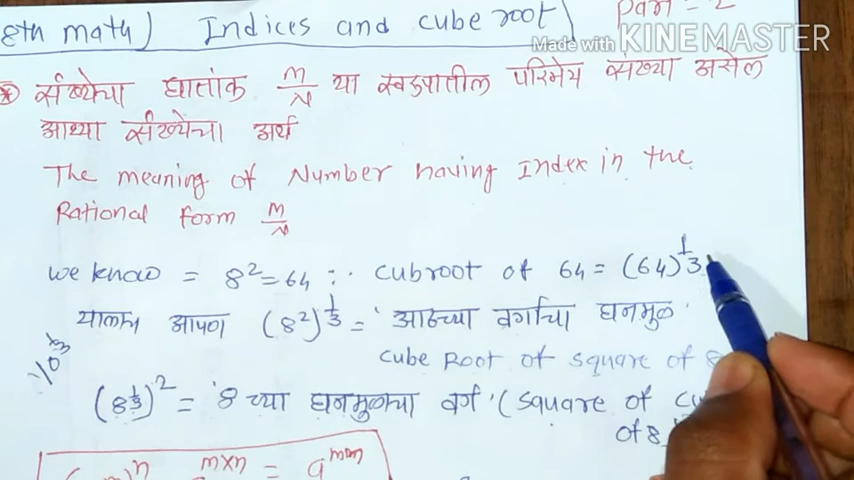 8th math) Indices and cube root) Part - 2
Made with KINEMASTER
संख्येचा घातांक M/N या स्वरुपातील परिमेय संख्या असेल
आश्या संख्येचा अर्थ
The meaning of Number having Index in the
Rational form M/N
we know = 8² = 64 ∴ cubroot of 64 = (64)^1/3
यालाच आपण (8²)^1/3 = 'आठच्या वर्गाचा घनमुळ'
cube Root of square of 8
(8^1/3)² = '8 च्या घनमुळाचा वर्ग' (square of
of 8
m×n = a^mn